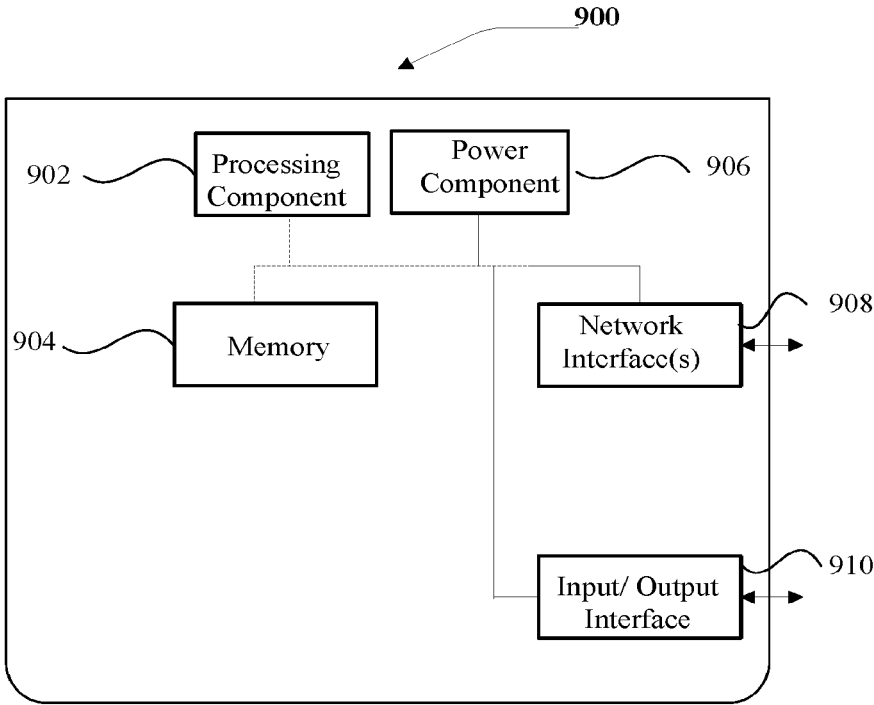 900
Processing
Component
902
Power
Component
906
Memory
904
Network
Interface(s)
908
Input/ Output
Interface
910